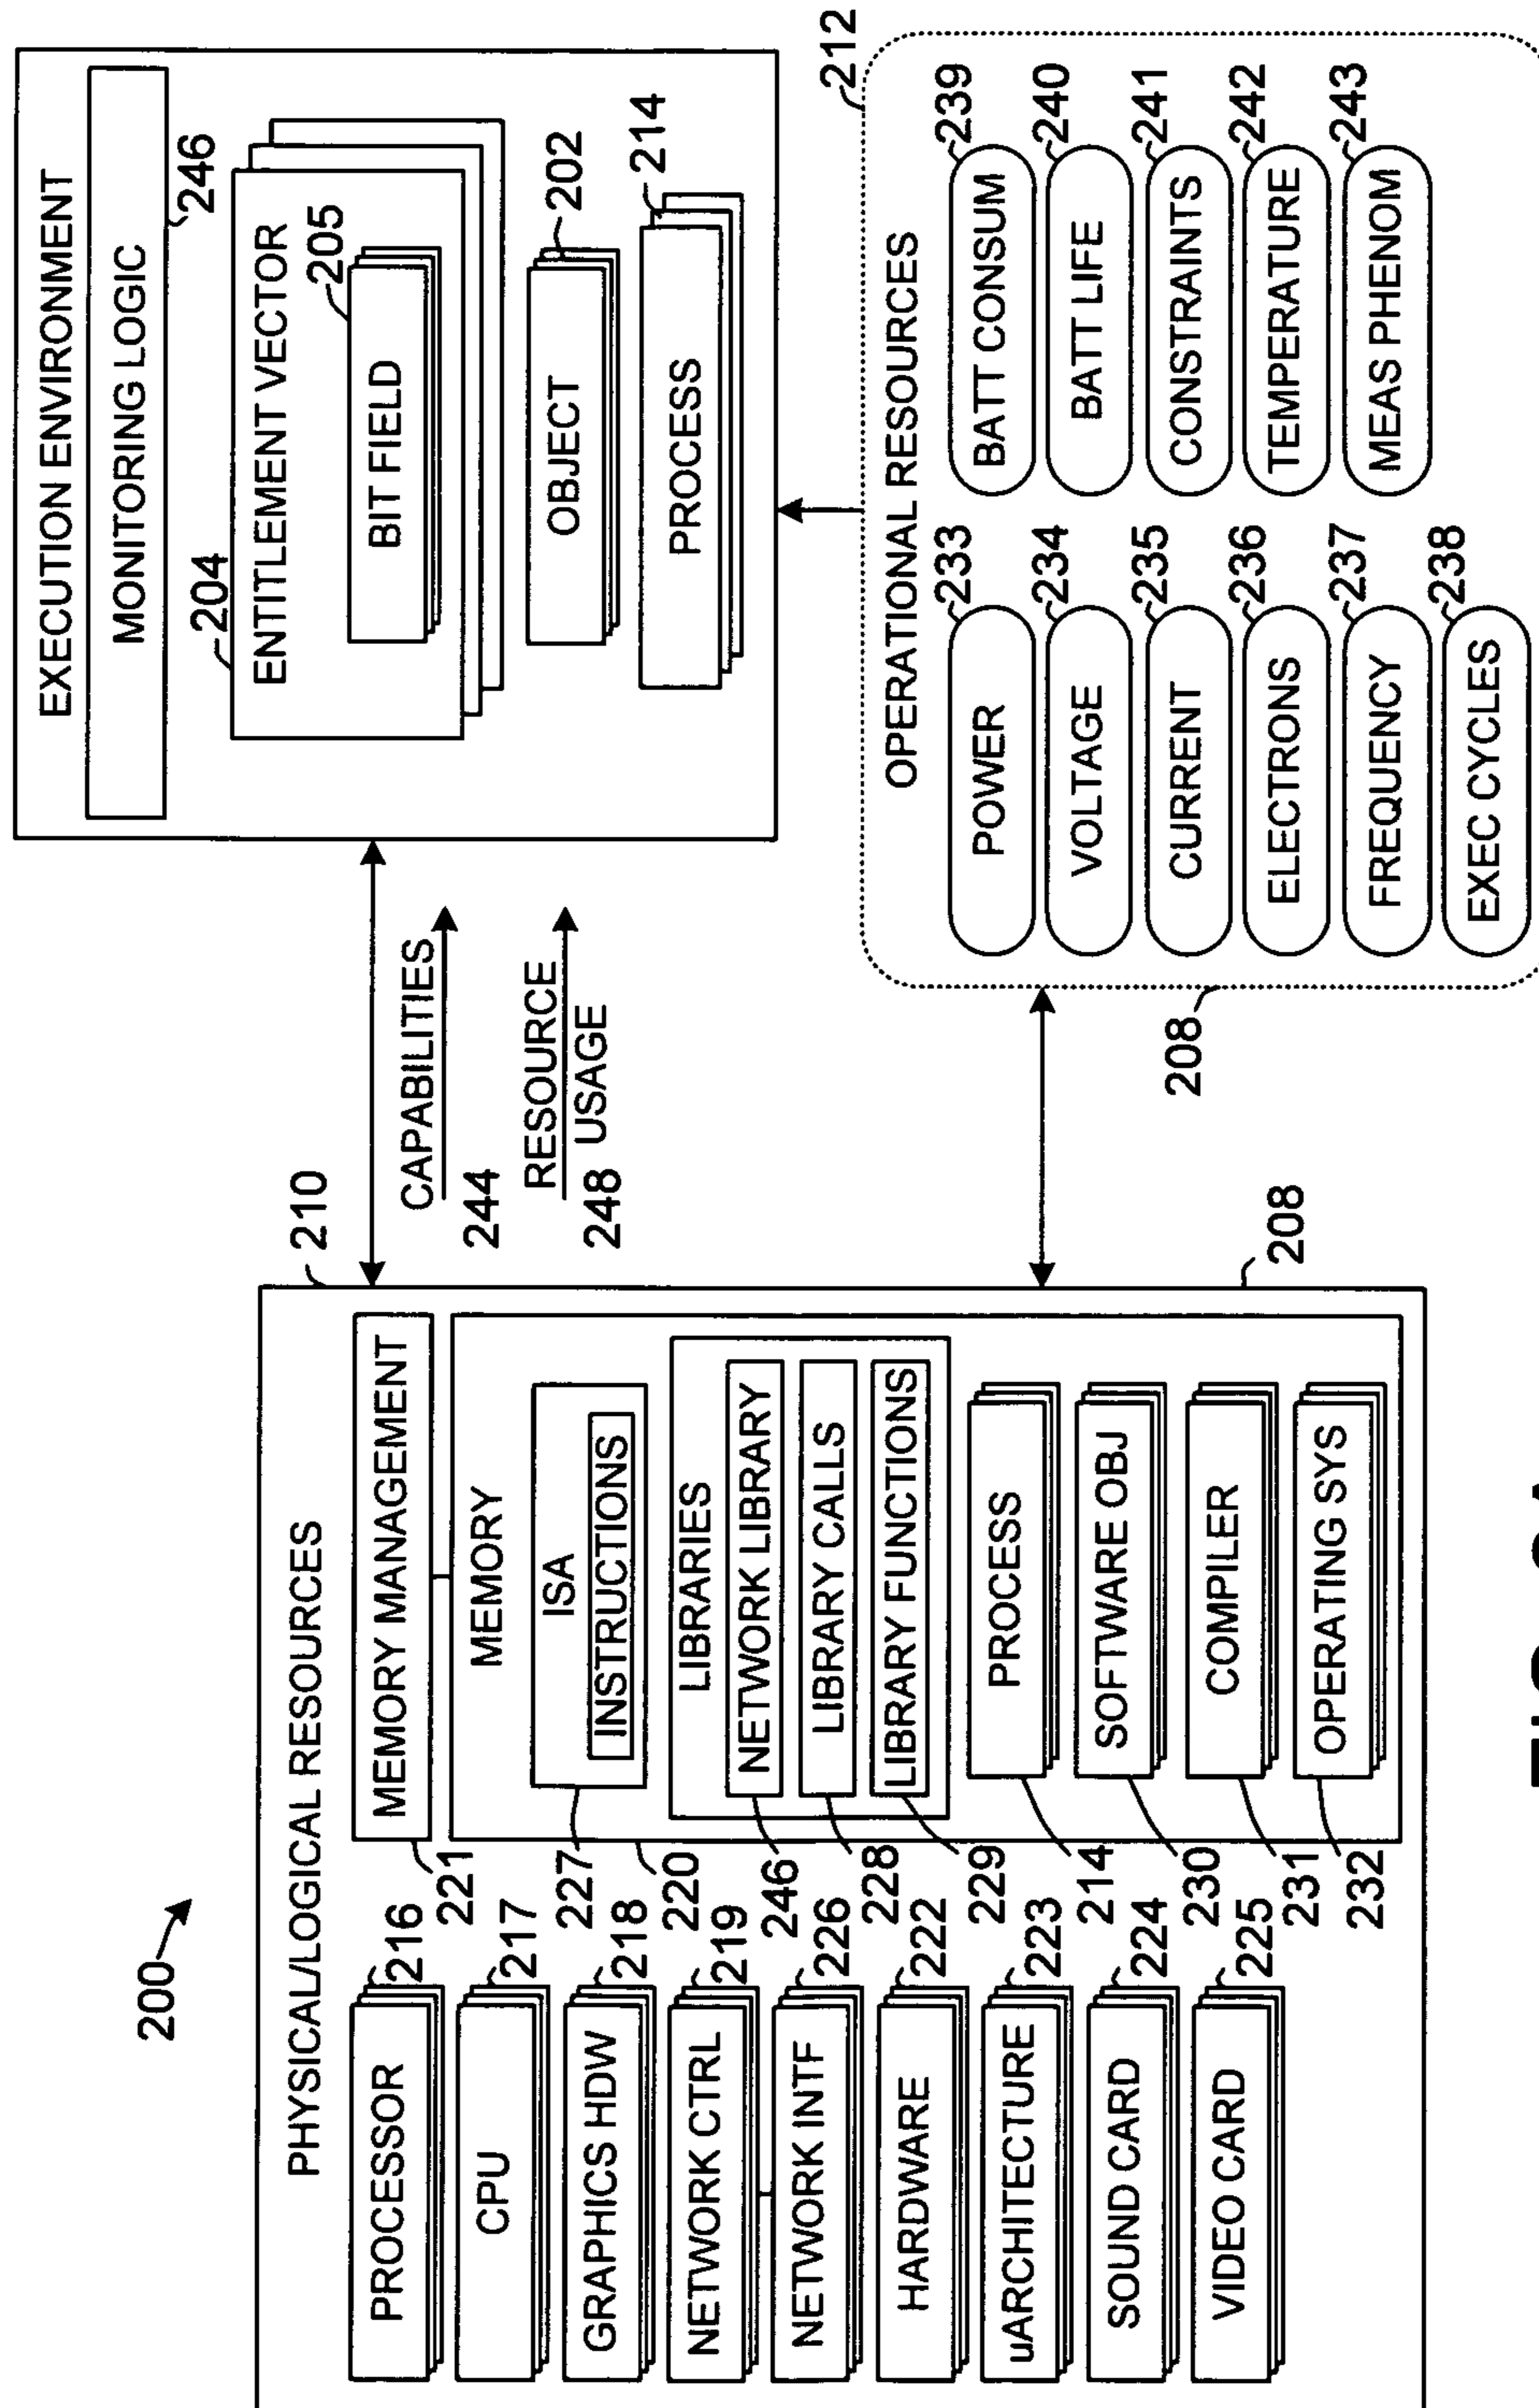 200
PHYSICAL/LOGICAL RESOURCES
210
PROCESSOR
216
CPU
217
GRAPHICS HDW
218
NETWORK CTRL
219
NETWORK INTF
226
HARDWARE
222
uARCHITECTURE
223
SOUND CARD
224
VIDEO CARD
225
MEMORY MANAGEMENT
221
MEMORY
220
ISA
227
INSTRUCTIONS
LIBRARIES
NETWORK LIBRARY
246
LIBRARY CALLS
228
LIBRARY FUNCTIONS
229
PROCESS
214
SOFTWARE OBJ
230
COMPILER
231
OPERATING SYS
232
208
CAPABILITIES
244
RESOURCE
248 USAGE
EXECUTION ENVIRONMENT
MONITORING LOGIC
246
204
ENTITLEMENT VECTOR
205
BIT FIELD
OBJECT
202
PROCESS
214
212
OPERATIONAL RESOURCES
208
POWER
233
VOLTAGE
234
CURRENT
235
ELECTRONS
236
FREQUENCY
237
EXEC CYCLES
238
BATT CONSUM
239
BATT LIFE
240
CONSTRAINTS
241
TEMPERATURE
242
MEAS PHENOM
243